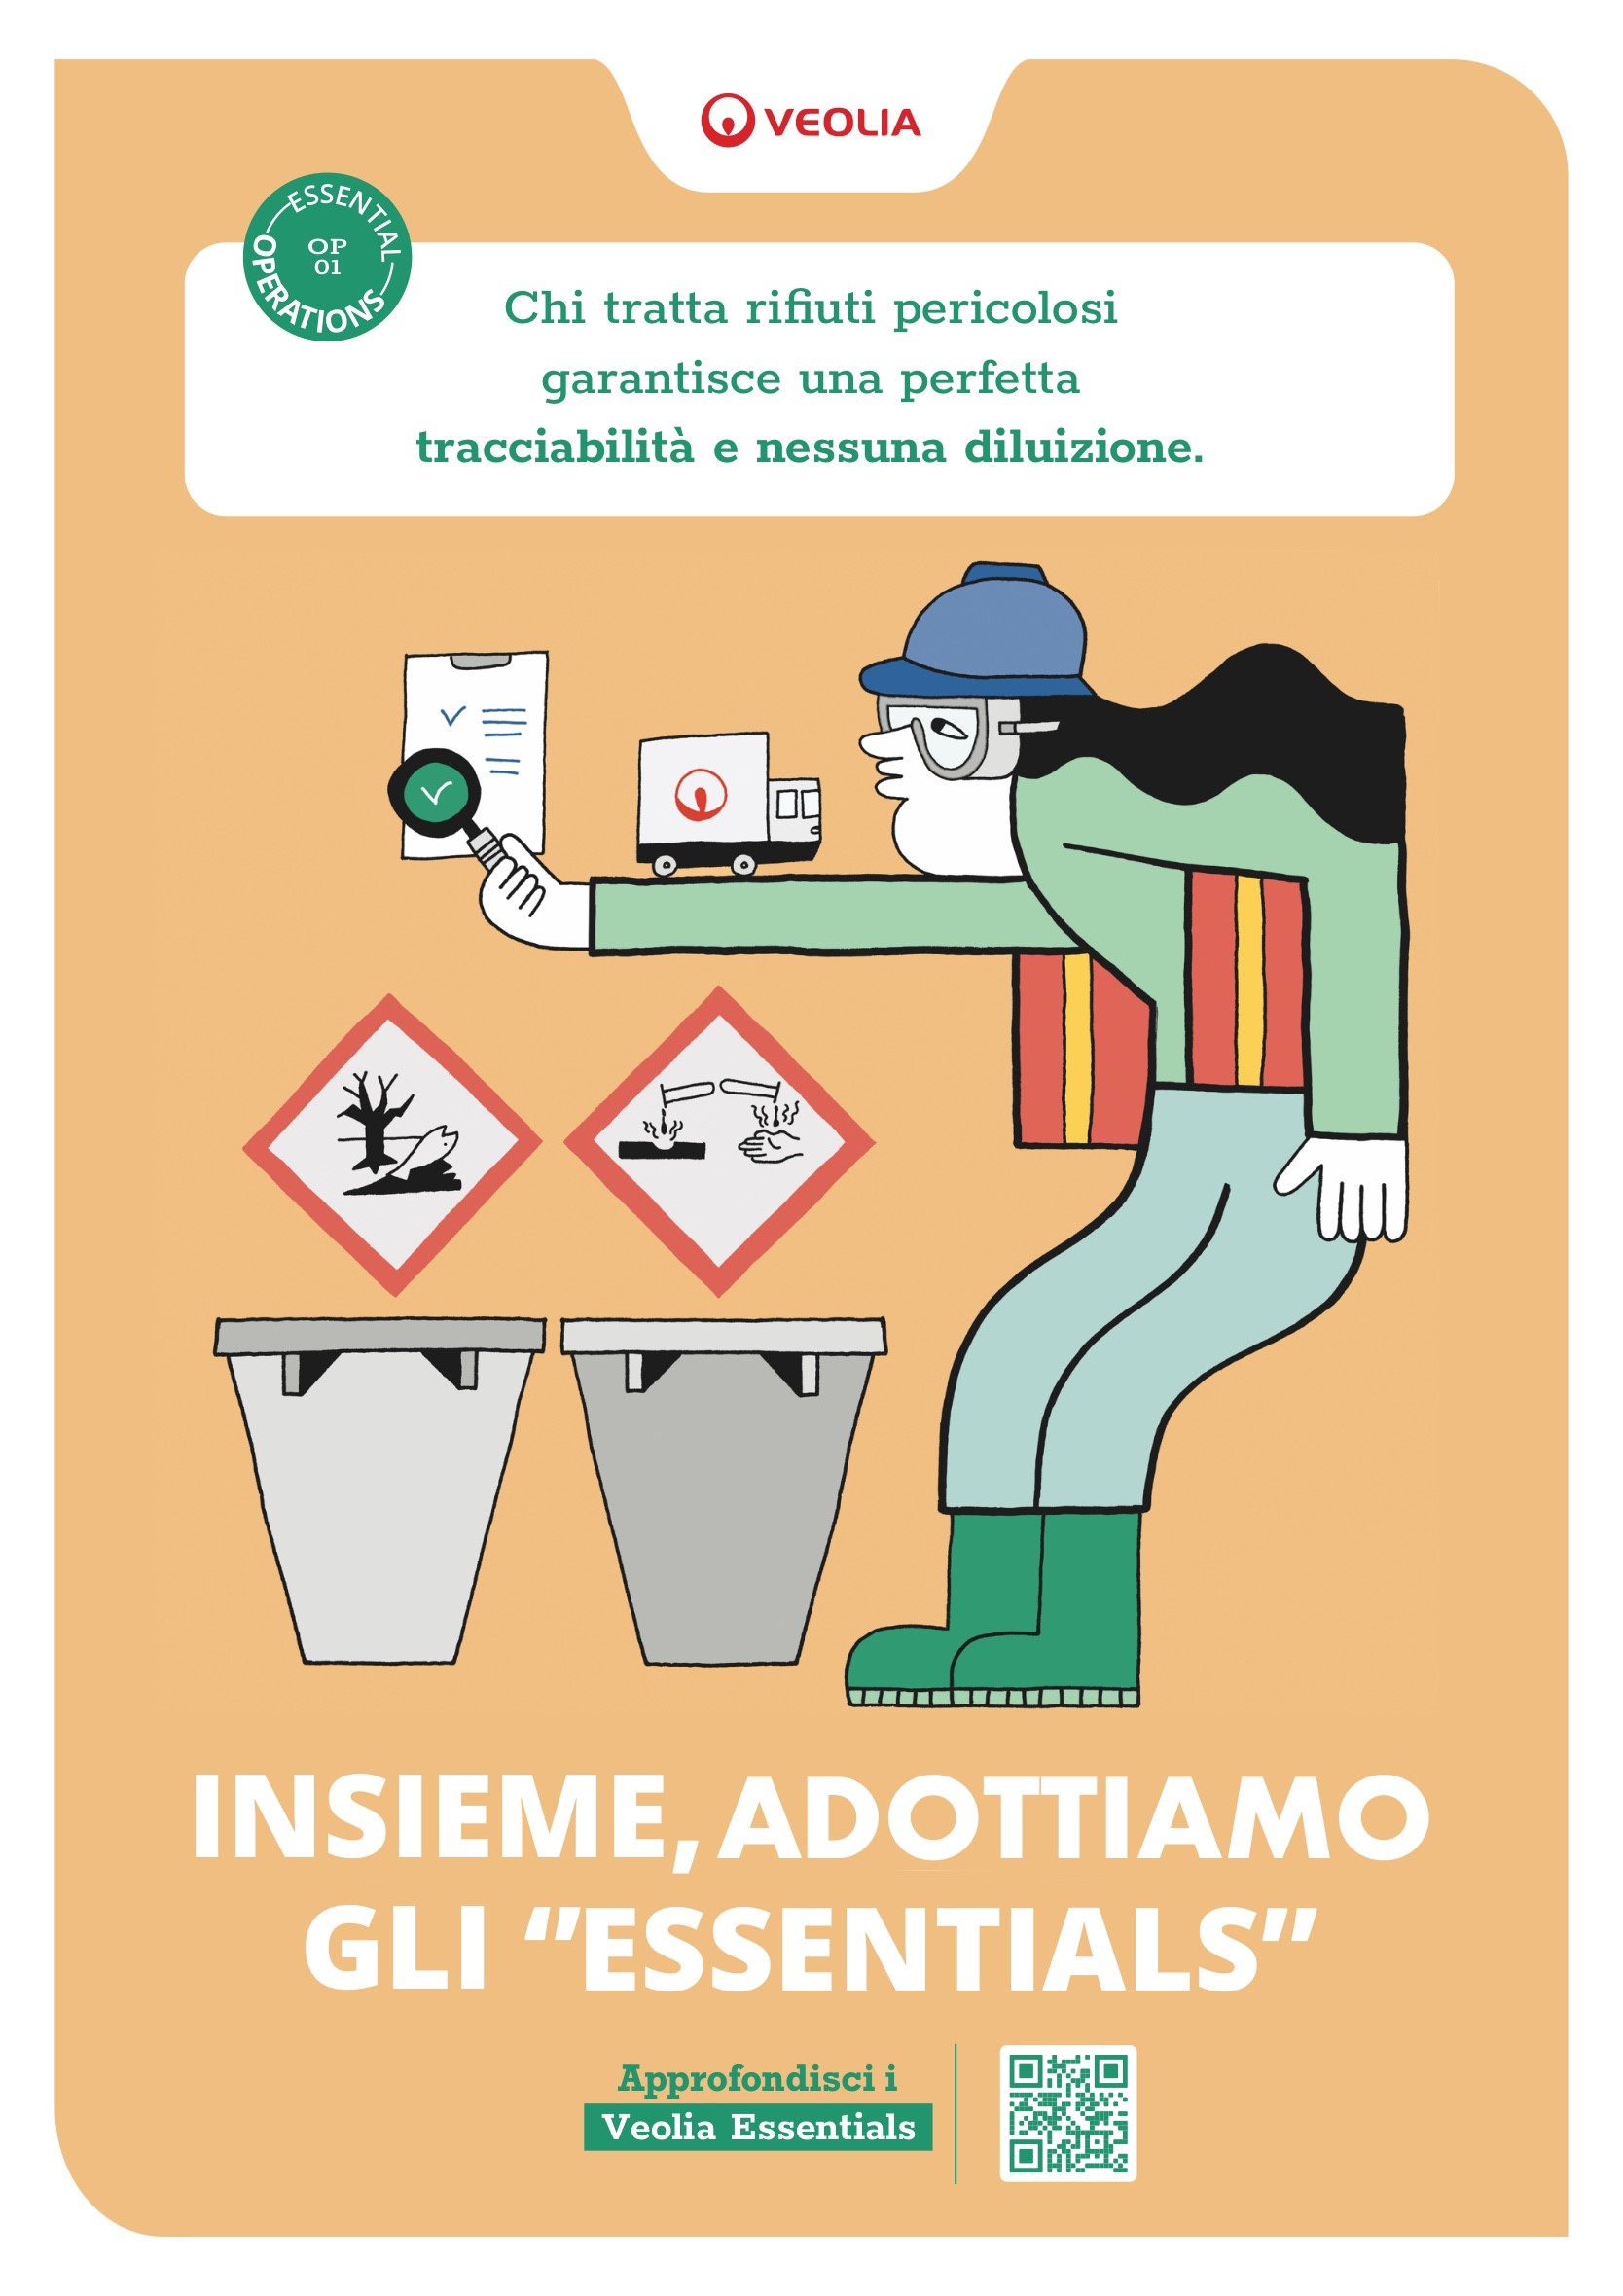 VEOLIA
ESSENTIAL
OP
01
OPERATIONS
Chi tratta rifiuti pericolosi
garantisce una perfetta
tracciabilità e nessuna diluizione.
INSIEME, ADOTTIAMO
GLI “ESSENTIALS”
Approfondisci i
Veolia Essentials